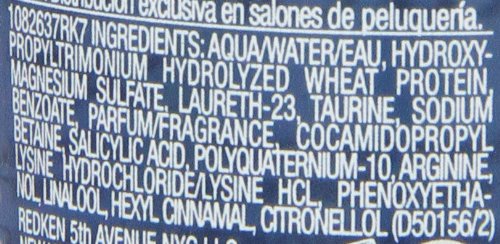 distribución exclusiva en salones de peluquería.
1082637RK7 INGREDIENTS: AQUA/WATER/EAU, HYDROXY-
PROPYLTRIMONIUM HYDROLYZED WHEAT PROTEIN,
MAGNESIUM SULFATE, LAURETH-23, TAURINE, SODIUM
BENZOATE, PARFUM/FRAGRANCE, COCAMIDOPROPYL
BETAINE, SALICYLIC ACID, POLYQUATERNIUM-10, ARGININE,
LYSINE HYDROCHLORIDE/LYSINE HCL, PHENOXYETHA-
NOL, LINALOOL, HEXYL CINNAMAL, CITRONELLOL (D50156/2)
REDKEN 5th AVENUE NYC LLC